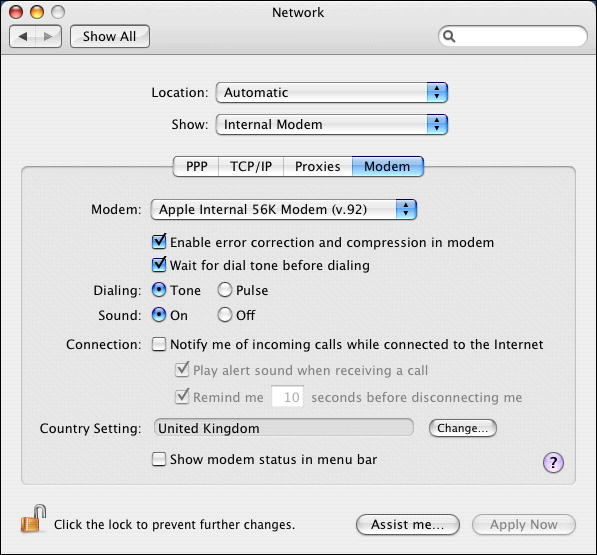 Network
Show All
Location: Automatic
Show: Internal Modem
PPP TCP/IP Proxies Modem
Modem: Apple Internal 56K Modem (v.92)
Enable error correction and compression in modem
Wait for dial tone before dialing
Dialing: Tone Pulse
Sound: On Off
Connection: Notify me of incoming calls while connected to the Internet
Play alert sound when receiving a call
Remind me 10 seconds before disconnecting me
Country Setting: United Kingdom Change...
Show modem status in menu bar
?
Click the lock to prevent further changes. Assist me... Apply Now